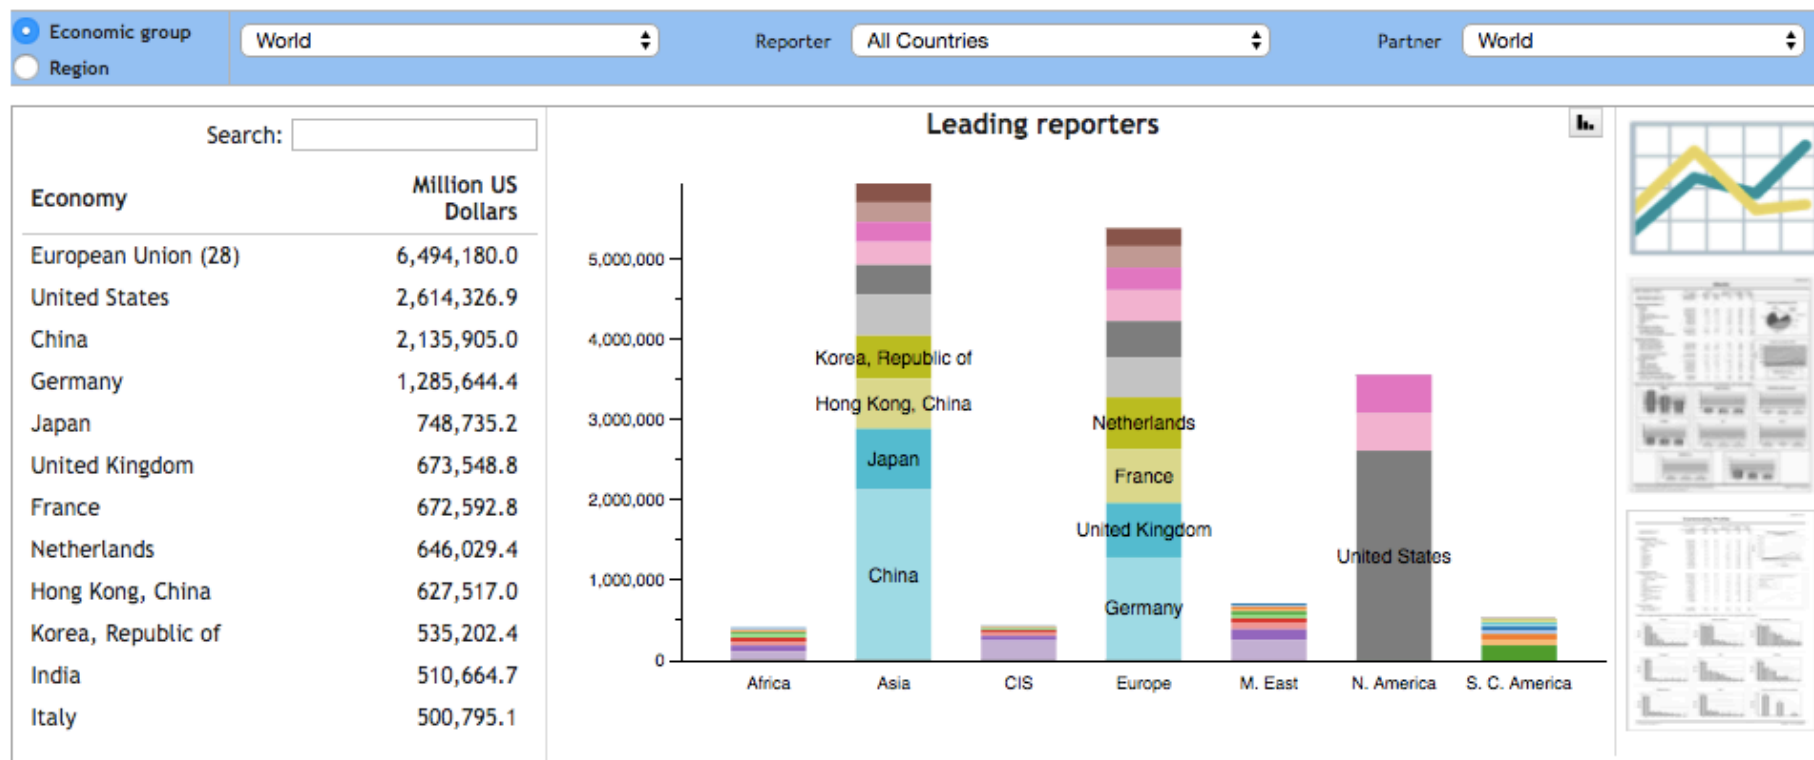 Economic group
Region
World
Reporter
All Countries
Partner
World
Search:
Economy
Million US
Dollars
European Union (28) 6,494,180.0
United States 2,614,326.9
China 2,135,905.0
Germany 1,285,644.4
Japan 748,735.2
United Kingdom 673,548.8
France 672,592.8
Netherlands 646,029.4
Hong Kong, China 627,517.0
Korea, Republic of 535,202.4
India 510,664.7
Italy 500,795.1
Leading reporters
5,000,000
4,000,000
3,000,000
2,000,000
1,000,000
0
Korea, Republic of
Hong Kong, China
Japan
China
Netherlands
France
United Kingdom
Germany
United States
Africa Asia CIS Europe M. East N. America S. C. America